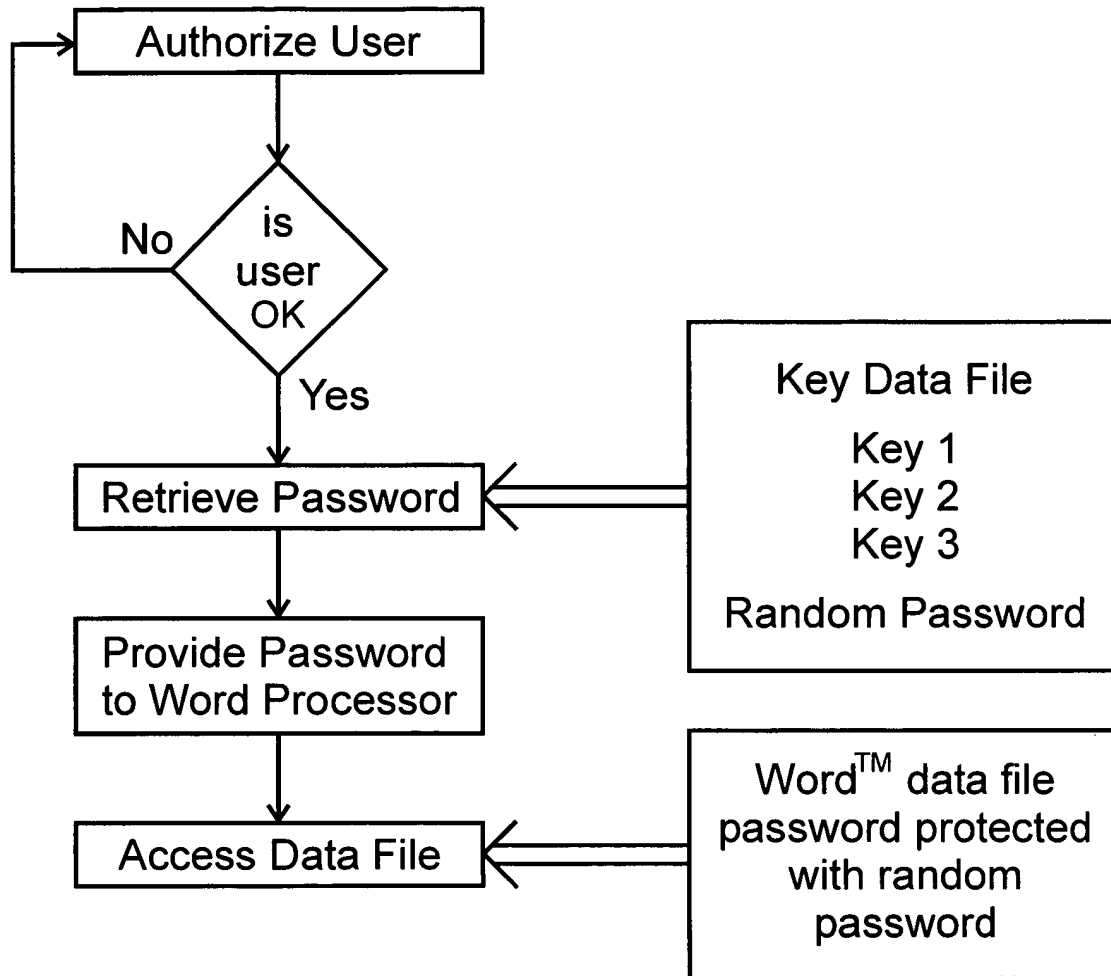 Authorize User
No
is
user
OK
Yes
Key Data File
Key 1
Key 2
Key 3
Random Password
Retrieve Password
Provide Password
to Word Processor
Word™ data file
password protected
with random
password
Access Data File